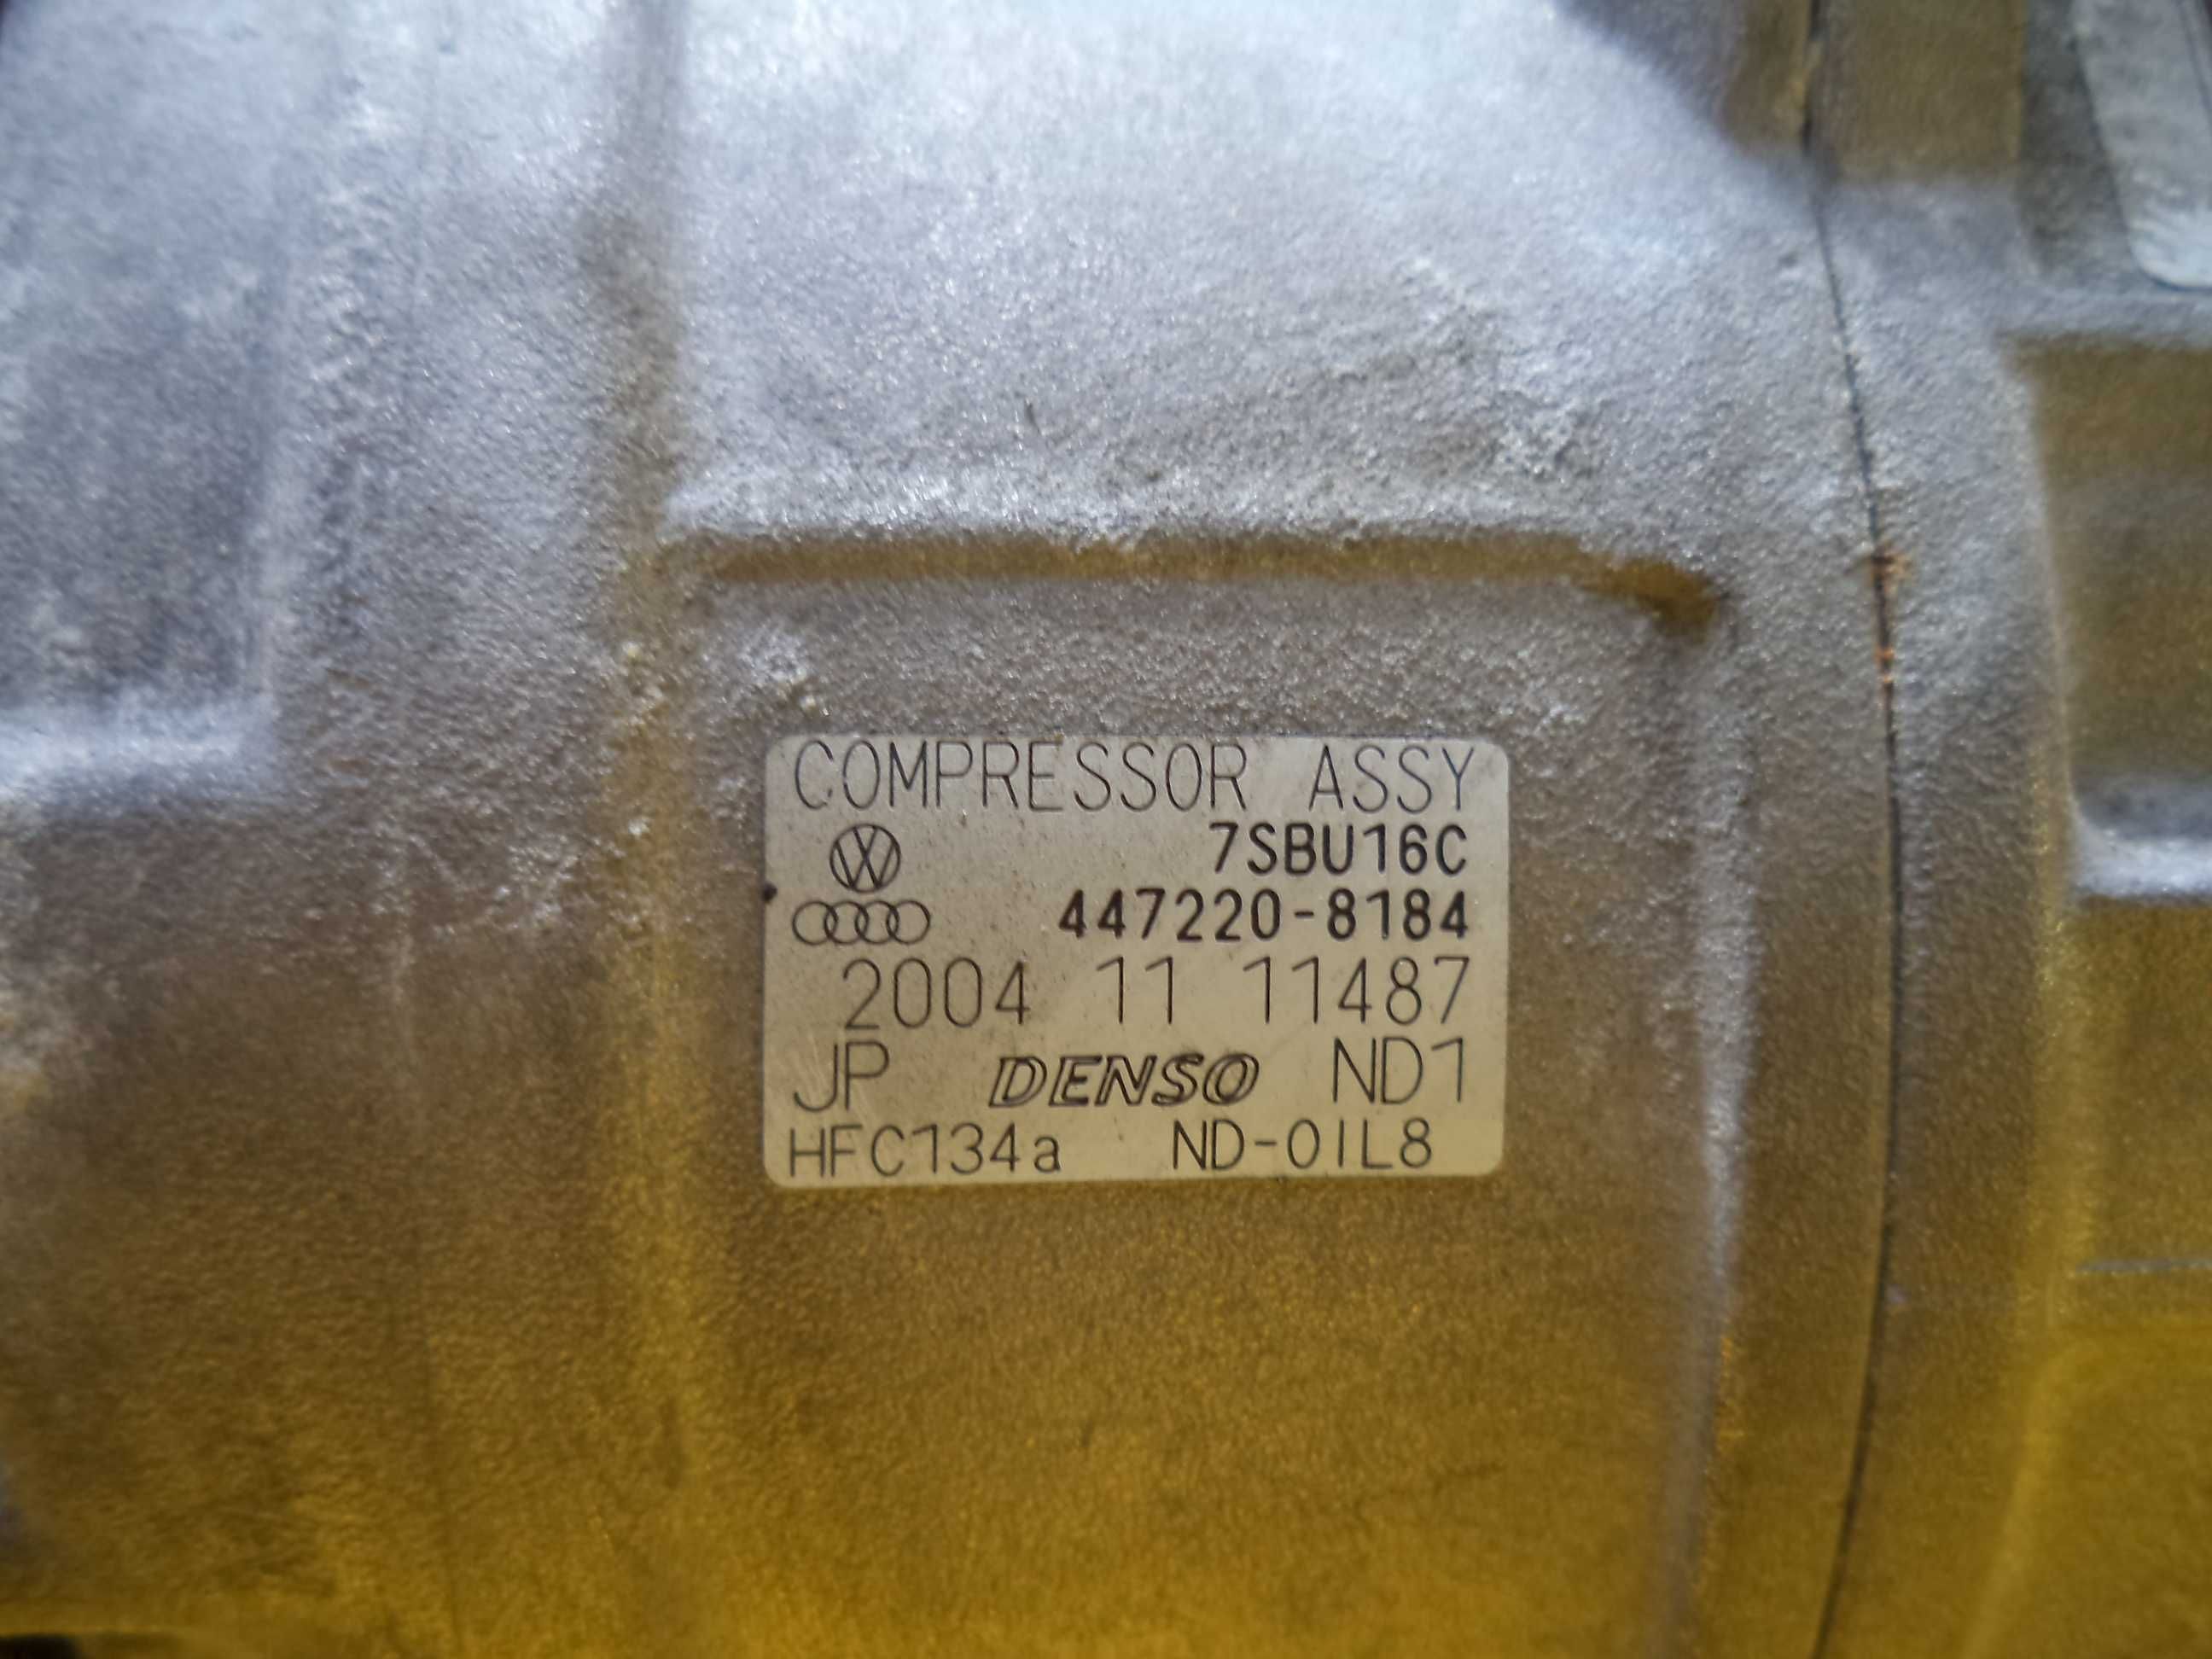 COMPRESSOR ASSY
7SBU16C
447220-8184
2004 11 11487
JP DENSO ND1
HFC134a ND-OIL8